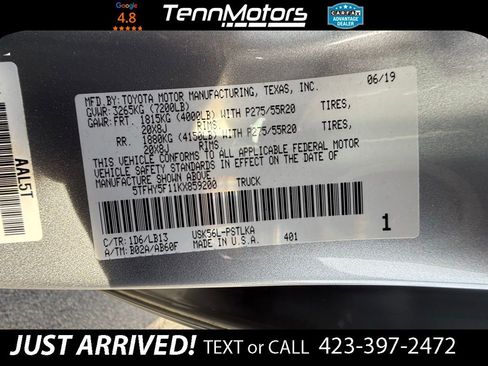 Google
4.8
TennMotors
CARFAX
ADVANTAGE
DEALER
MFD.BY: TOYOTA MOTOR MANUFACTURING, TEXAS, INC. 06/19
GVWR: 3265KG (7200LB)
GAWR: FRT. 1815KG (4000LB) WITH P275/55R20 TIRES,
20X8J RIMS
RR. 1880KG (4150LB) WITH P275/55R20 TIRES,
20X8J RIMS
THIS VEHICLE CONFORMS TO ALL APPLICABLE FEDERAL MOTOR
VEHICLE SAFETY STANDARDS IN EFFECT ON THE DATE OF
MANUFACTURE SHOWN ABOVE.
5TFHY5F11KX859200 TRUCK
C/TR: 1D6/LB13 USK56L-PSTLKA
A/TM: B02A/AB60F MADE IN U.S.A. 401
1
AAL5T
JUST ARRIVED! TEXT or CALL 423-397-2472